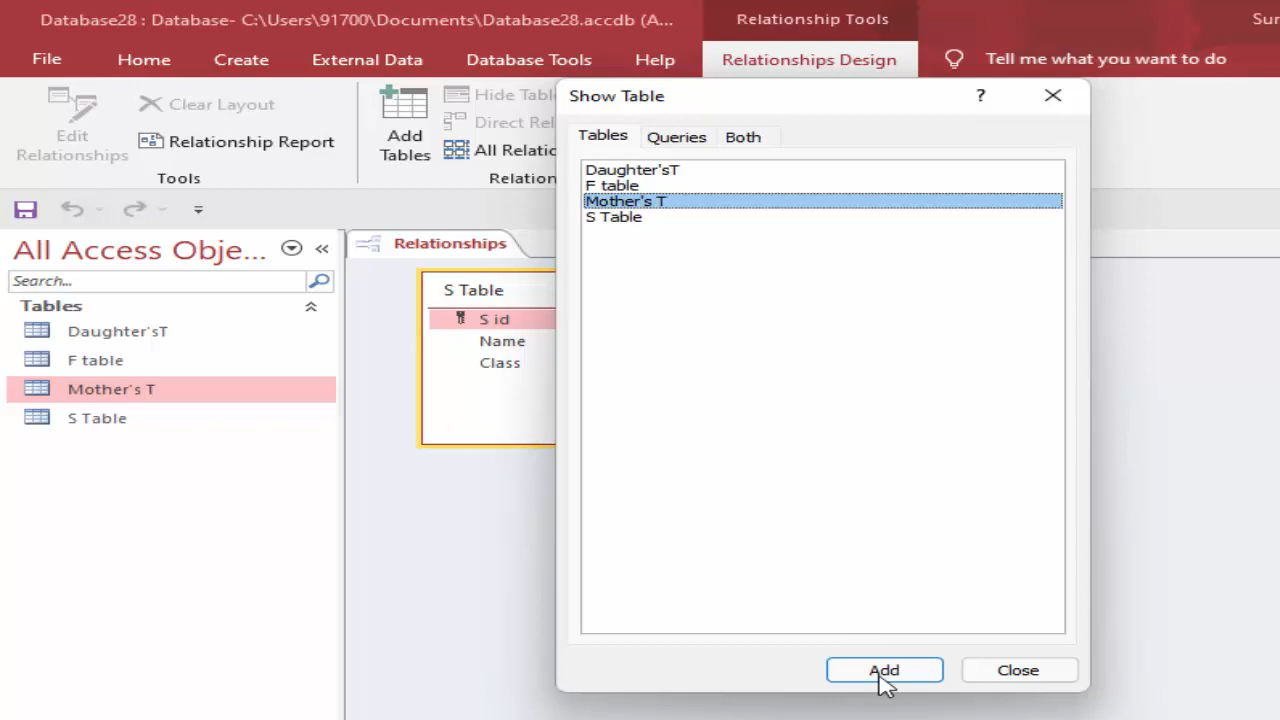 Database28 : Database- C:\Users\91700\Documents\Database28.accdb (A...
Relationship Tools
Sur
File
Home
Create
External Data
Database Tools
Help
Relationships Design
Tell me what you want to do
Edit
Relationships
Clear Layout
Relationship Report
Tools
Add
Tables
Hide Table
Direct Rel
All Relatio
Relation
All Access Obje...
Search...
Tables
Daughter'sT
F table
Mother's T
S Table
Relationships
S Table
S id
Name
Class
Show Table
?
Tables
Queries
Both
Daughter'sT
F table
Mother's T
S Table
Add
Close